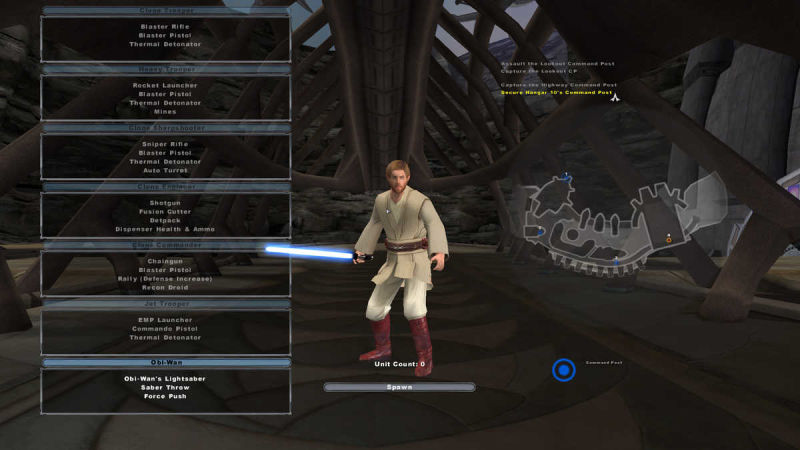 Clone Trooper
Blaster Rifle
Blaster Pistol
Thermal Detonator
Heavy Trooper
Rocket Launcher
Blaster Pistol
Thermal Detonator
Mines
Clone Sharpshooter
Sniper Rifle
Blaster Pistol
Thermal Detonator
Auto Turret
Clone Engineer
Shotgun
Fusion Cutter
Detpack
Dispenser Health & Ammo
Clone Commander
Chaingun
Blaster Pistol
Rally (Defense Increase)
Recon Droid
Jet Trooper
EMP Launcher
Commando Pistol
Thermal Detonator
Obi-Wan
Obi-Wan's Lightsaber
Saber Throw
Force Push
Unit Count: 0
Spawn
Assault the Lookout Command Post
Capture the Lookout CP
Capture the Highway Command Post
Secure Hangar 10's Command Post
Command Post